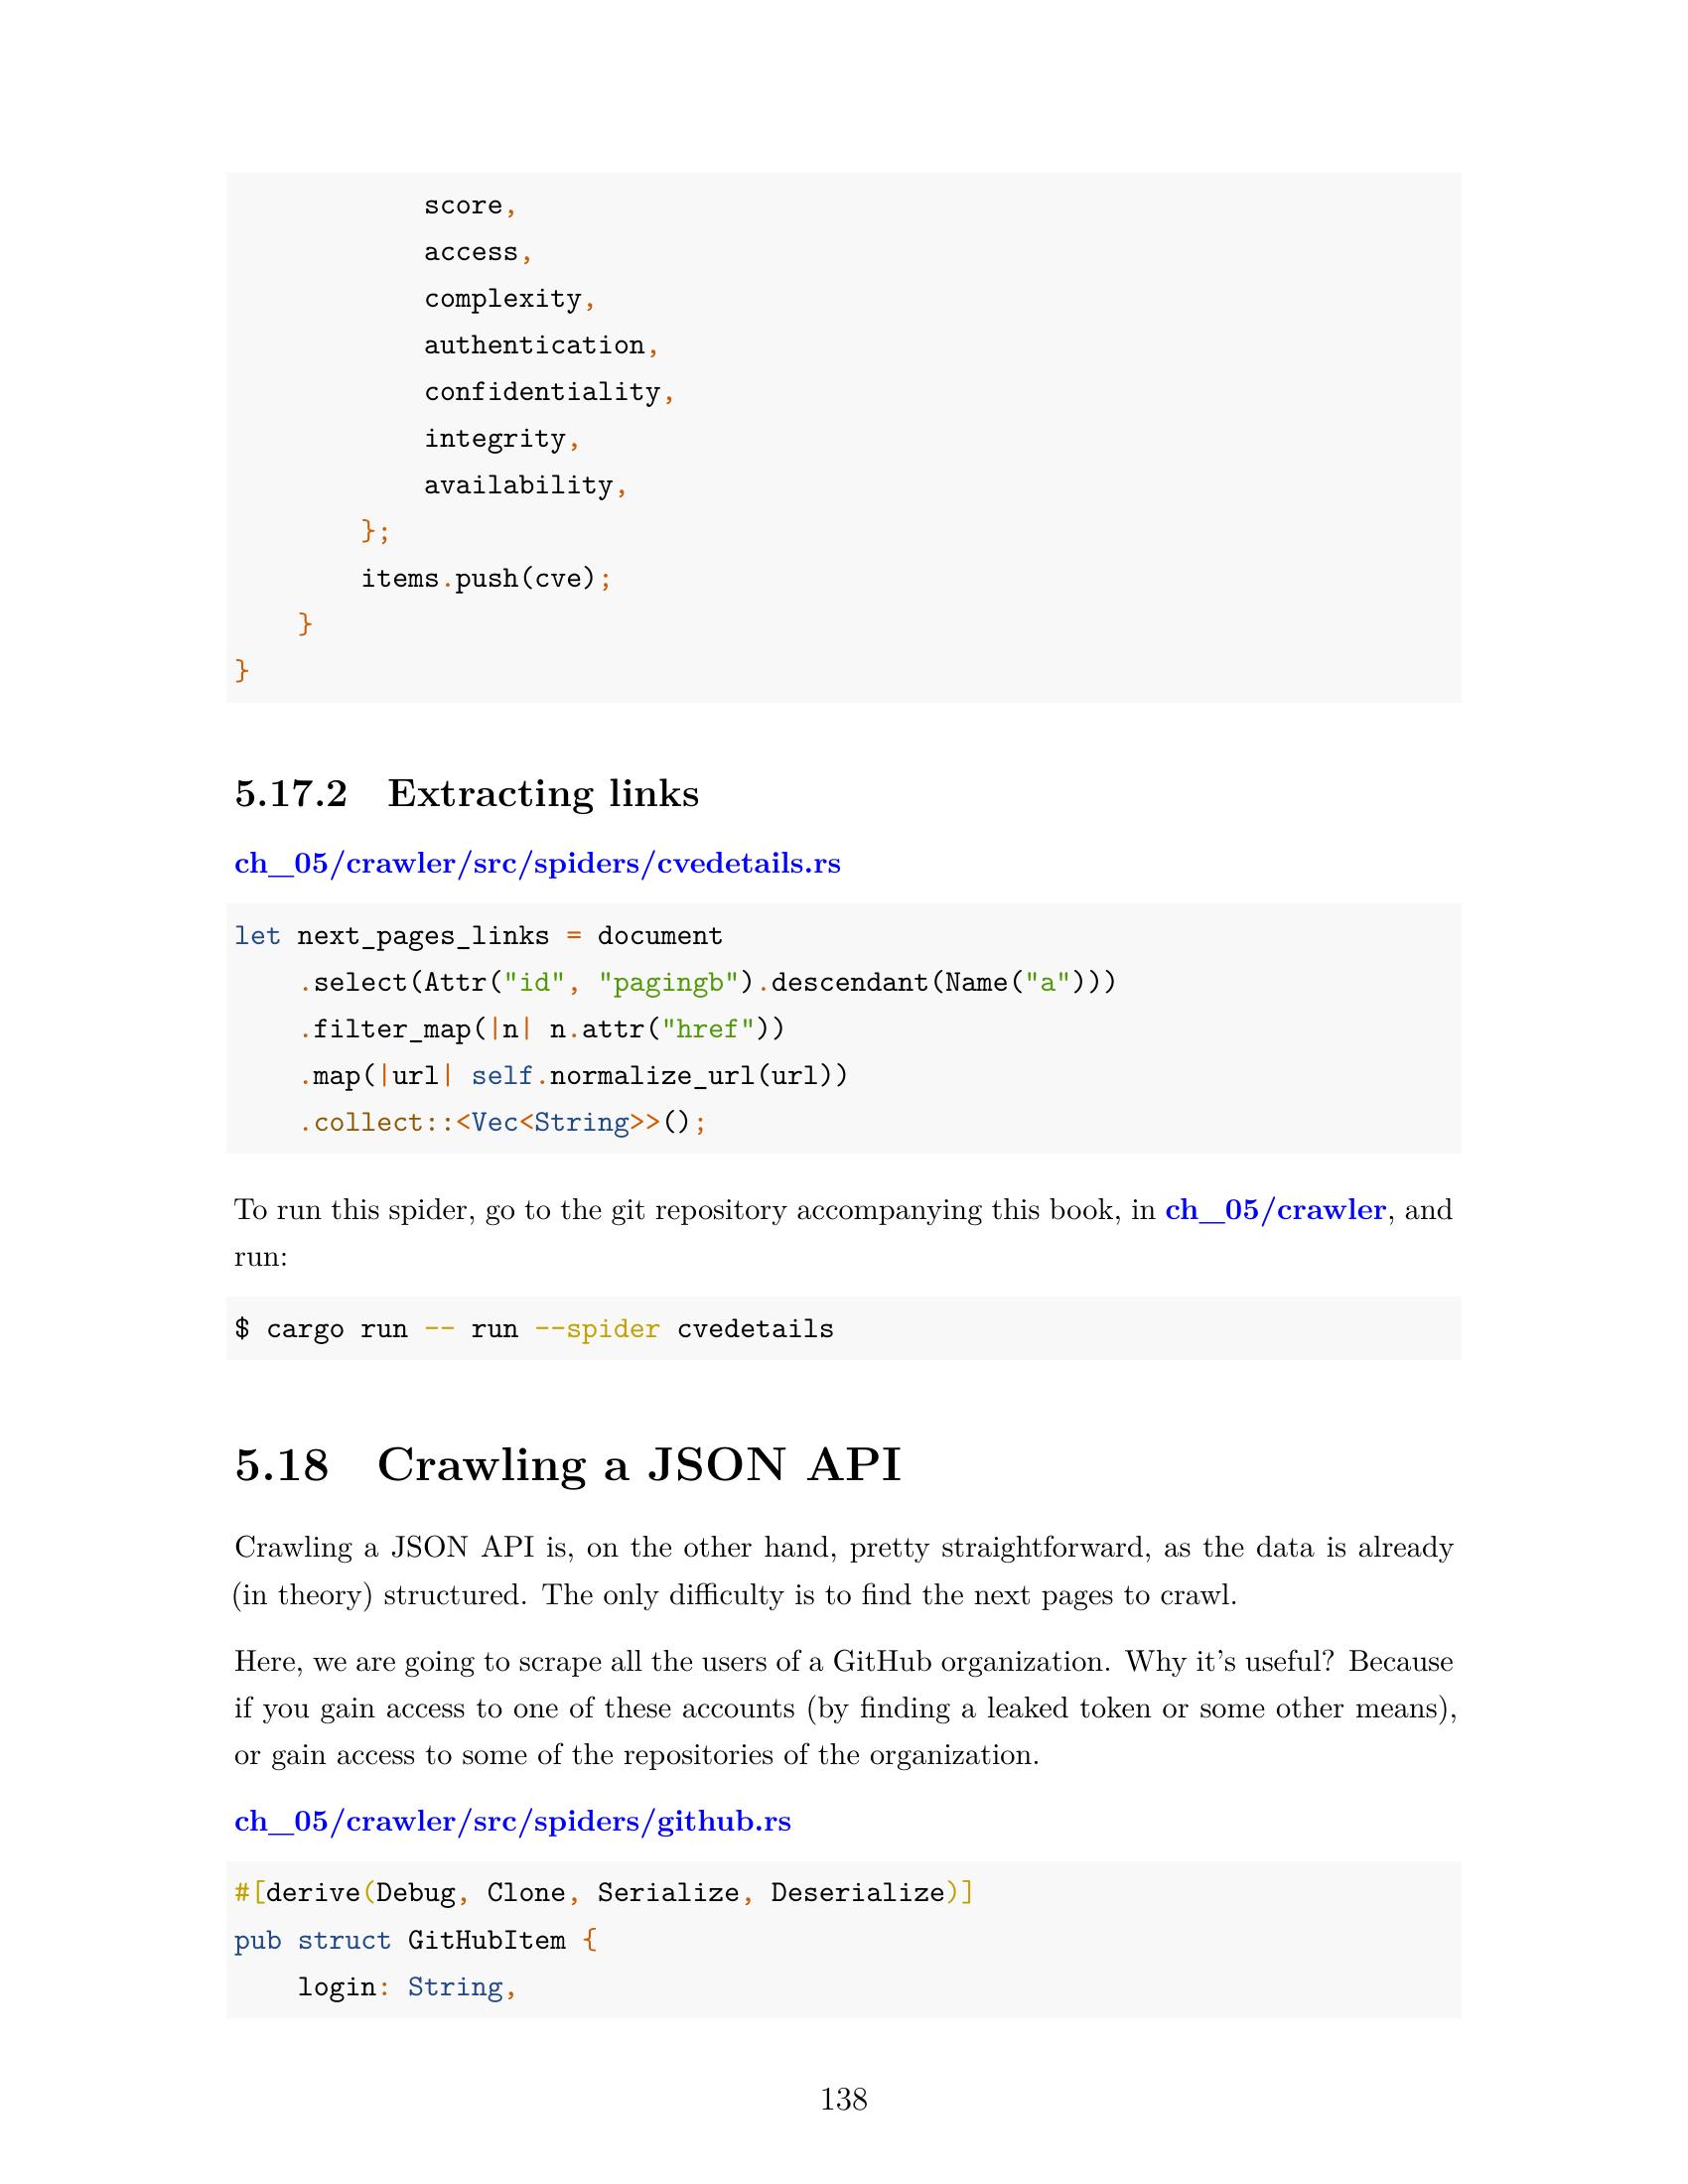 score,
            access,
            complexity,
            authentication,
            confidentiality,
            integrity,
            availability,
        };
        items.push(cve);
    }
}
5.17.2 Extracting links
ch_05/crawler/src/spiders/cvedetails.rs
let next_pages_links = document
    .select(Attr("id", "pagingb").descendant(Name("a")))
    .filter_map(|n| n.attr("href"))
    .map(|url| self.normalize_url(url))
    .collect::<Vec<String>>();
To run this spider, go to the git repository accompanying this book, in ch_05/crawler, and
run:
$ cargo run -- run --spider cvedetails
5.18 Crawling a JSON API
Crawling a JSON API is, on the other hand, pretty straightforward, as the data is already
(in theory) structured. The only difficulty is to find the next pages to crawl.
Here, we are going to scrape all the users of a GitHub organization. Why it's useful? Because
if you gain access to one of these accounts (by finding a leaked token or some other means),
or gain access to some of the repositories of the organization.
ch_05/crawler/src/spiders/github.rs
#[derive(Debug, Clone, Serialize, Deserialize)]
pub struct GitHubItem {
    login: String,
138